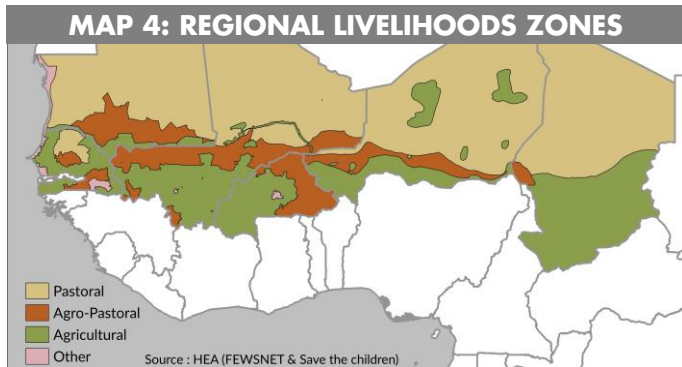 MAP 4: REGIONAL LIVELIHOODS ZONES
Pastoral
Agro-Pastoral
Agricultural
Other
Source : HEA (FEWSNET & Save the children)